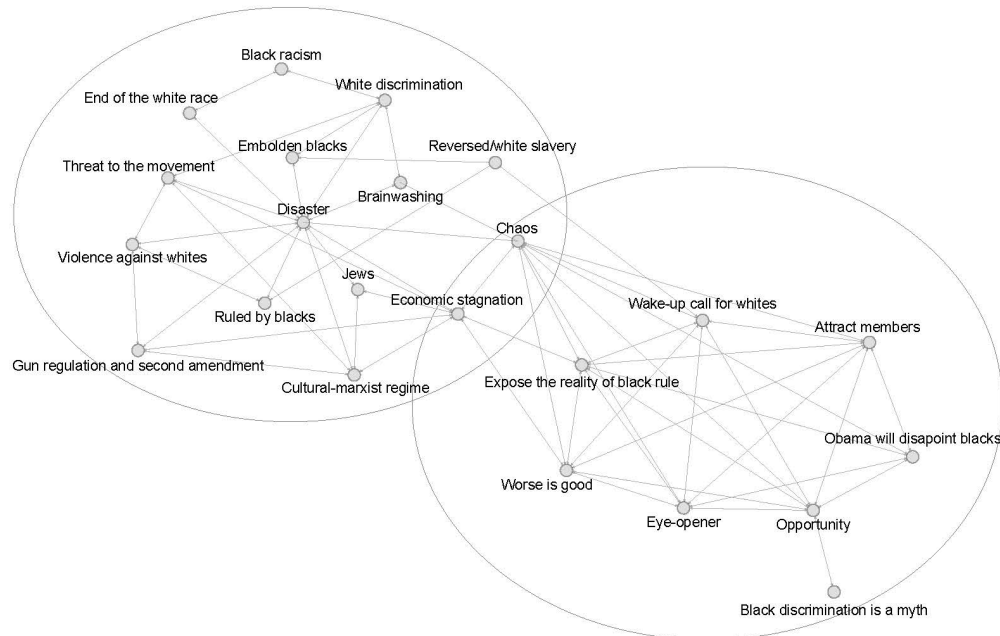 Black racism
White discrimination
End of the white race
Embolden blacks
Reversed/white slavery
Threat to the movement
Brainwashing
Disaster
Chaos
Violence against whites
Jews
Economic stagnation
Wake-up call for whites
Ruled by blacks
Attract members
Gun regulation and second amendment
Cultural-marxist regime
Expose the reality of black rule
Obama will disapoint blacks
Worse is good
Eye-opener
Opportunity
Black discrimination is a myth